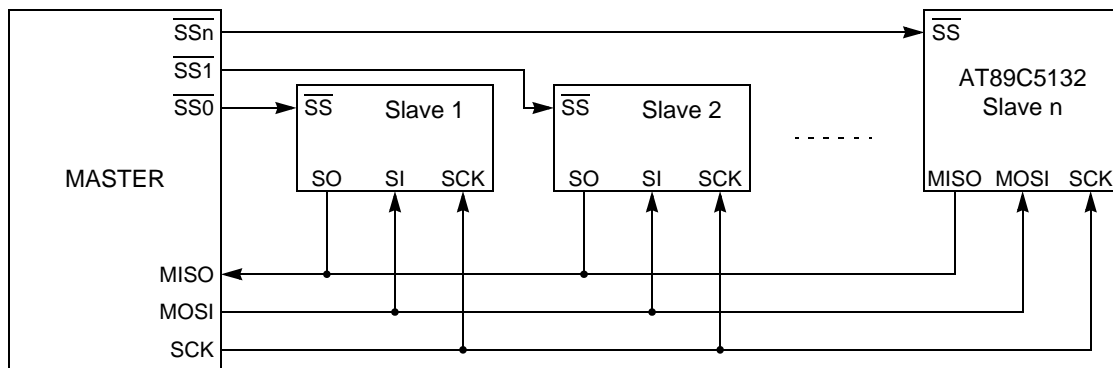 SSn
SS1
SS0
MASTER
MISO
MOSI
SCK
SS
Slave 1
SO SI SCK
SS
Slave 2
SO SI SCK
SS
AT89C5132
Slave n
MISO MOSI SCK